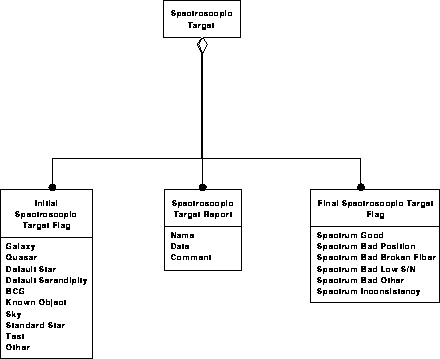 Spectroscopic
Target
Initial
Spectroscopic
Target Flag
Galaxy
Quasar
Default Star
Default Serendipity
BCG
Known Object
Sky
Standard Star
Test
Other
Spectroscopic
Target Report
Name
Date
Comment
Final Spectroscopic Target
Flag
Spectrum Good
Spectrum Bad Position
Spectrum Bad Broken Fiber
Spectrum Bad Low S/N
Spectrum Bad Other
Spectrum Inconsistency